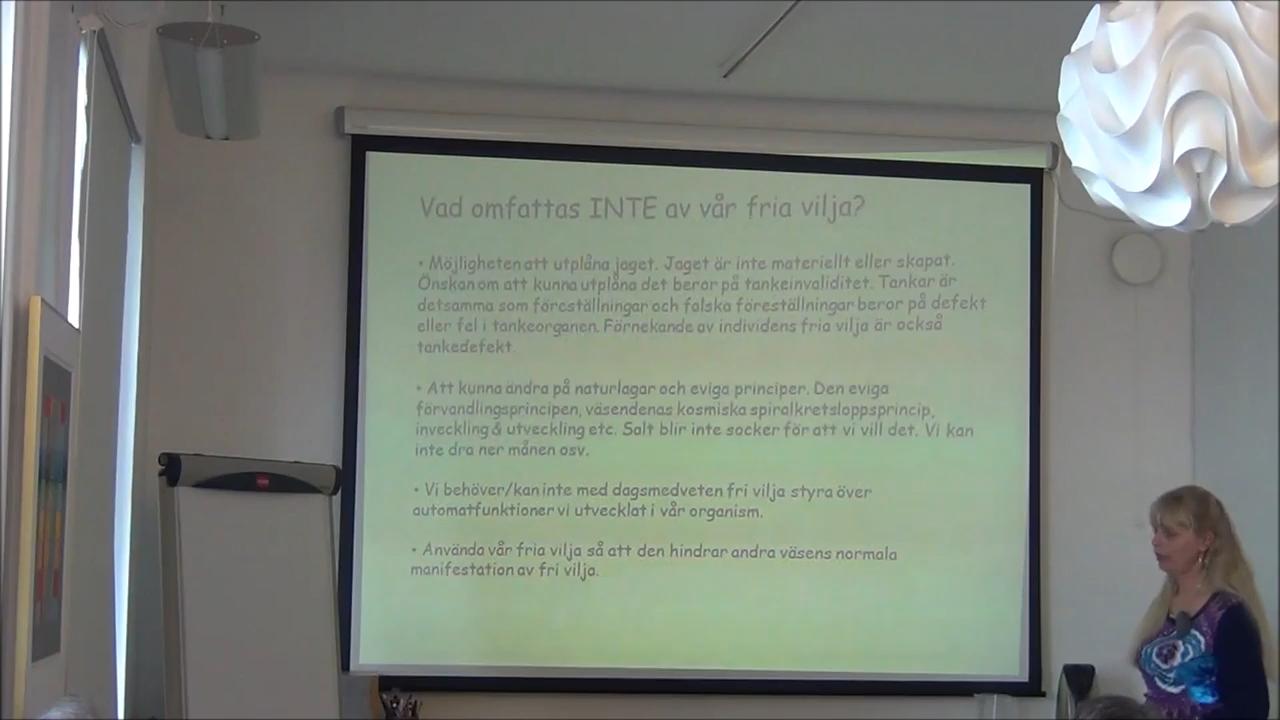 Vad omfattas INTE av vår fria vilja?
• Möjligheten att utplåna jaget. Jaget är inte materiellt eller skapat.
Önskan om att kunna utplåna det beror på tankeinvaliditet. Tankar är
detsamma som föreställningar och falska föreställningar beror på defekt
eller fel i tankeorganen. Förnekande av individens fria vilja är också
tankedefekt.
• Att kunna ändra på naturlagar och eviga principer. Den eviga
förvandlingsprincipen, väsendenas kosmiska spiralkretsloppsprincip,
inveckling & utveckling etc. Salt blir inte socker för att vi vill det. Vi kan
inte dra ner månen osv.
• Vi behöver/kan inte med dagsmedveten fri vilja styra över
automatfunktioner vi utvecklat i vår organism.
• Använda vår fria vilja så att den hindrar andra väsens normala
manifestation av fri vilja.